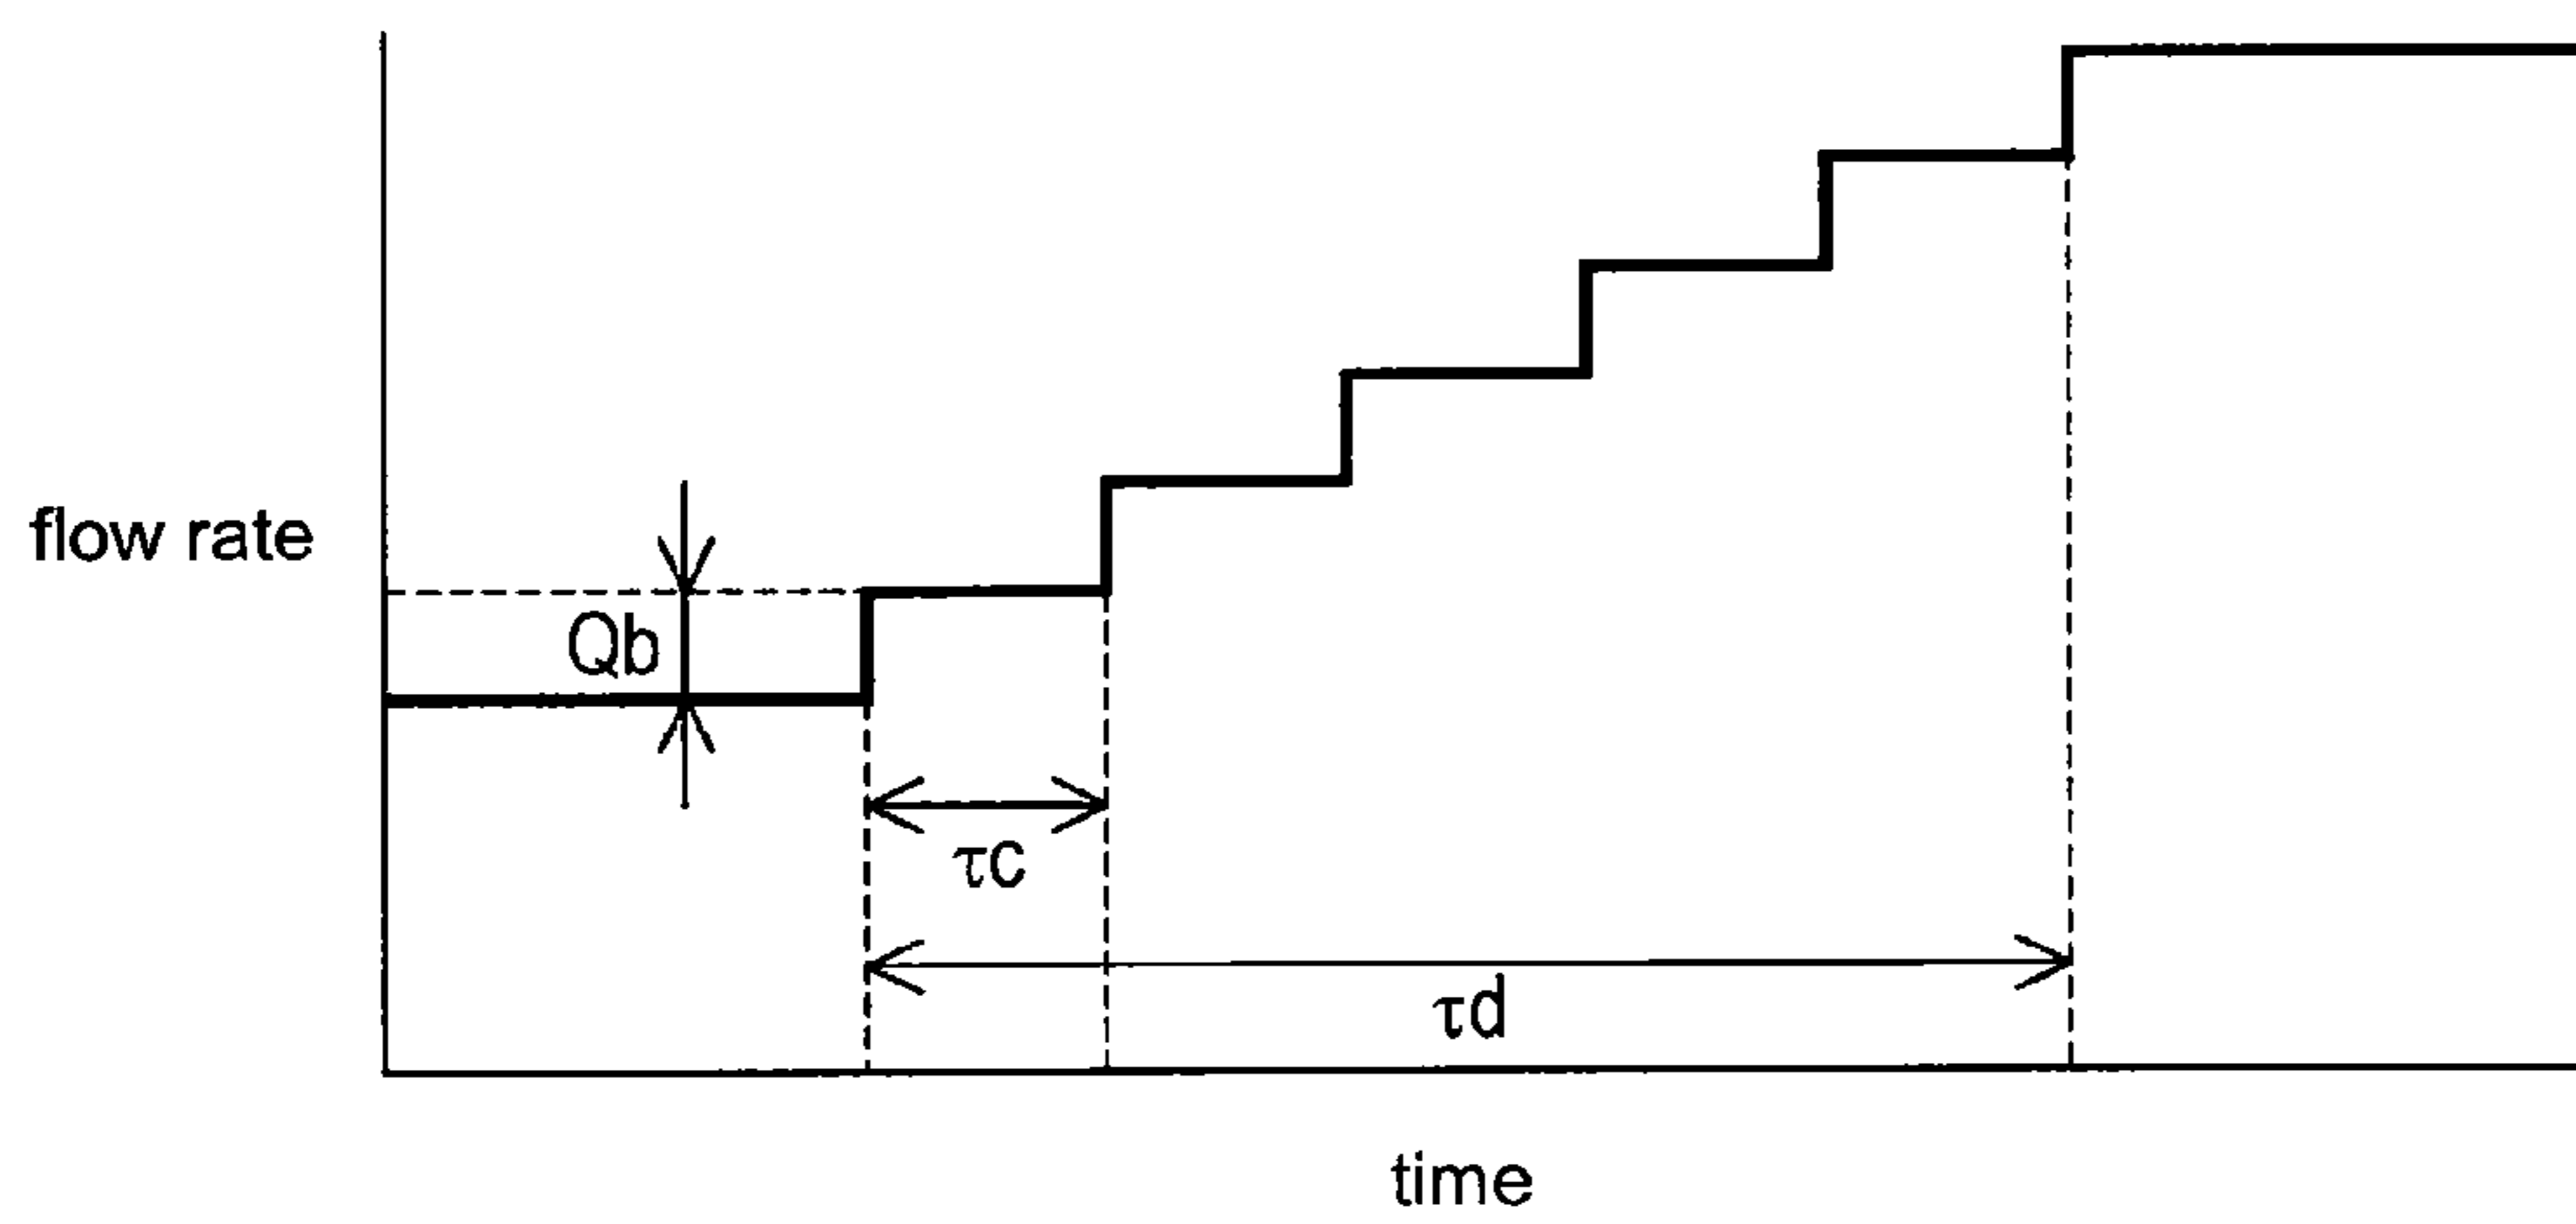 flow rate
Qb
τc
τd
time